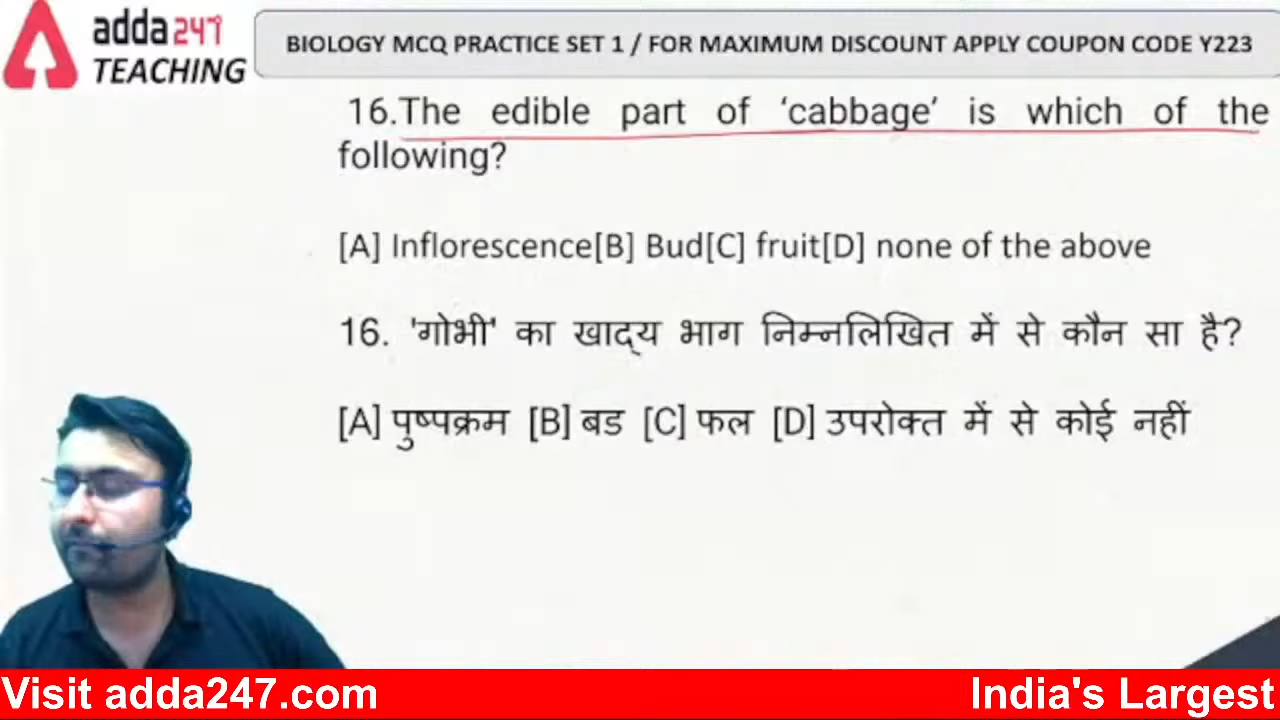 adda247
TEACHING
BIOLOGY MCQ PRACTICE SET 1 / FOR MAXIMUM DISCOUNT APPLY COUPON CODE Y223
16.The edible part of ‘cabbage’ is which of the
following?
[A] Inflorescence[B] Bud[C] fruit[D] none of the above
16. 'गोभी' का खाद्य भाग निम्नलिखित में से कौन सा है?
[A] पुष्पक्रम [B] बड [C] फल [D] उपरोक्त में से कोई नहीं
Visit adda247.com
India's Largest